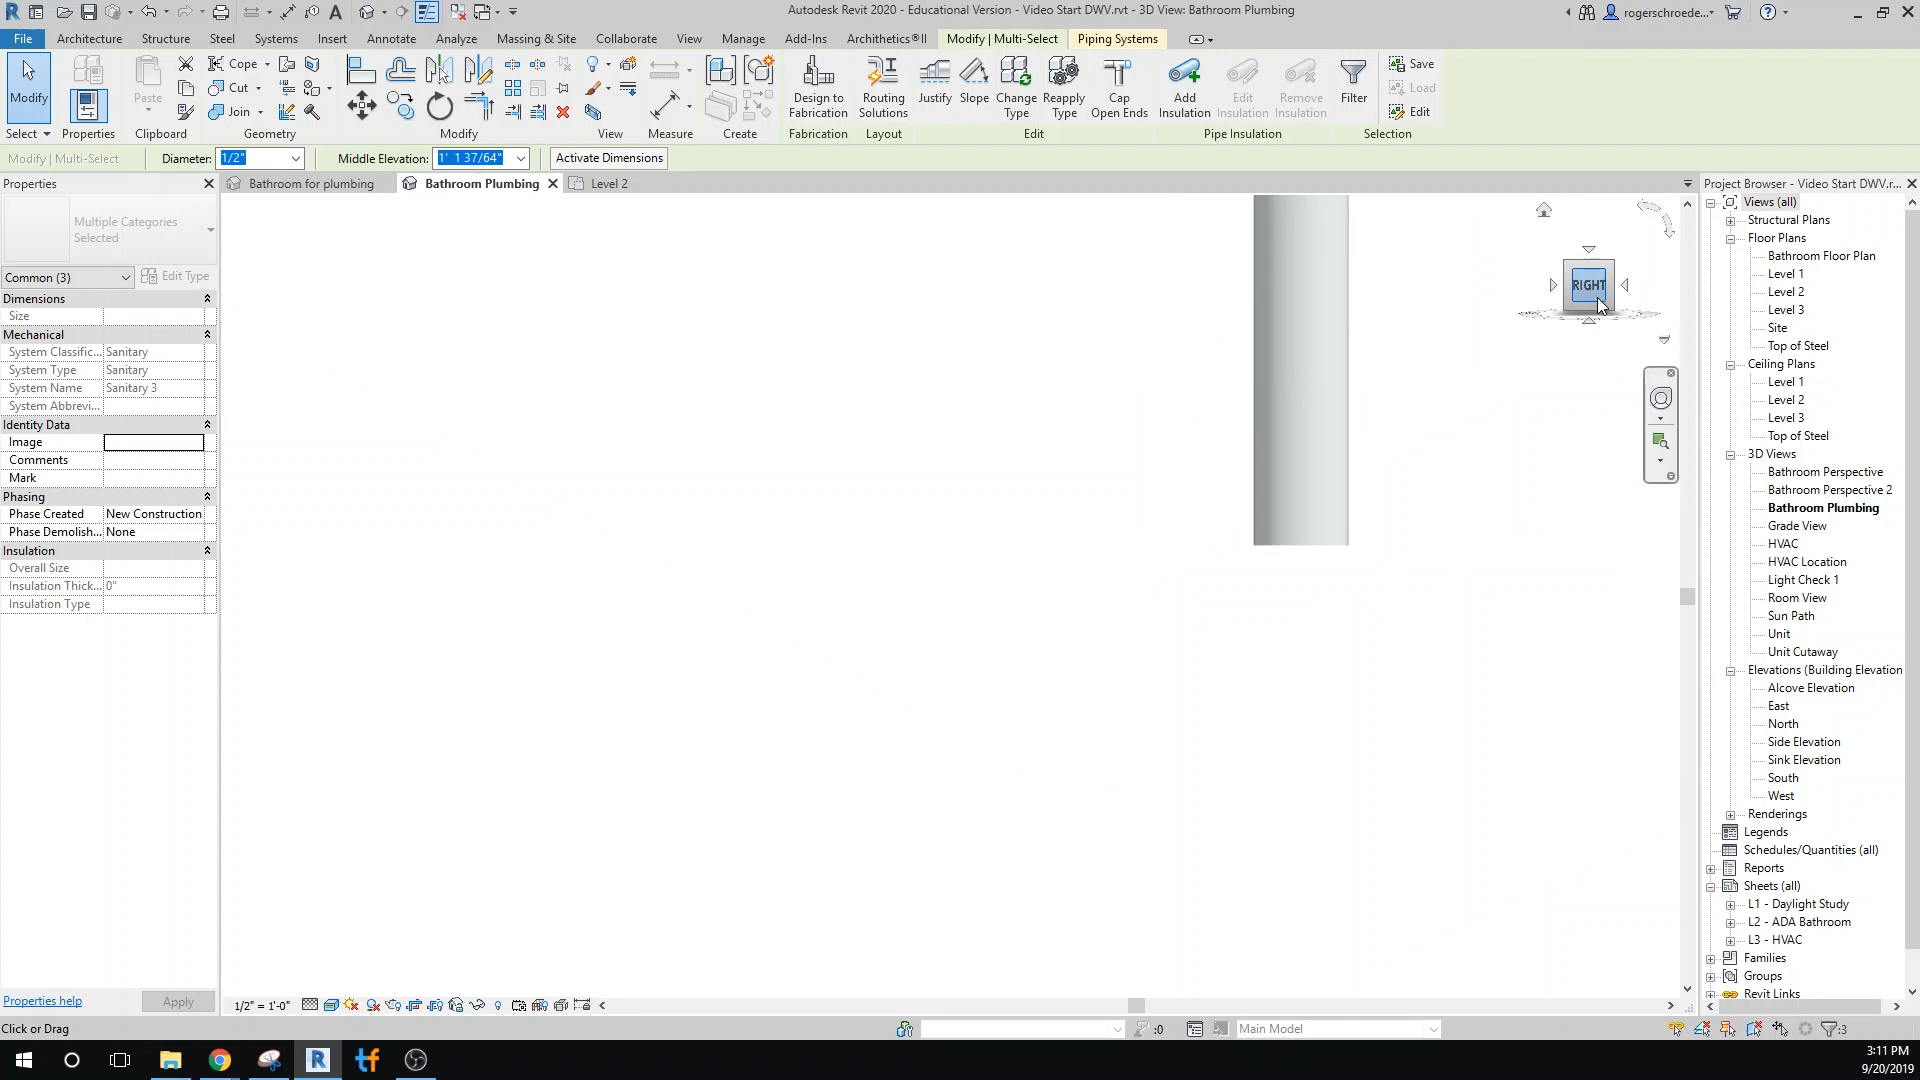 Autodesk Revit 2020 - Educational Version - Video Start DWV.rvt - 3D View: Bathroom Plumbing
rogerschroede...
File Architecture Structure Steel Systems Insert Annotate Analyze Massing & Site Collaborate View Manage Add-Ins Archithetics®II Modify | Multi-Select Piping Systems
Modify
Paste
Cope
Cut
Join
Design to Fabrication
Routing Solutions
Justify
Slope
Change Type
Reapply Type
Cap Open Ends
Add Insulation
Edit Insulation
Remove Insulation
Filter
Save
Load
Edit
Select Properties Clipboard Geometry Modify View Measure Create Fabrication Layout Edit Pipe Insulation Selection
Modify | Multi-Select Diameter: 1/2" Middle Elevation: 1' 1 37/64" Activate Dimensions
Properties
Bathroom for plumbing Bathroom Plumbing Level 2
Multiple Categories Selected
Common (3) Edit Type
Dimensions
Size
Mechanical
System Classific... Sanitary
System Type Sanitary
System Name Sanitary 3
System Abbrevi...
Identity Data
Image
Comments
Mark
Phasing
Phase Created New Construction
Phase Demolish... None
Insulation
Overall Size
Insulation Thick... 0"
Insulation Type
Properties help Apply
RIGHT
Project Browser - Video Start DWV.r...
Views (all)
Structural Plans
Floor Plans
Bathroom Floor Plan
Level 1
Level 2
Level 3
Site
Top of Steel
Ceiling Plans
Level 1
Level 2
Level 3
Top of Steel
3D Views
Bathroom Perspective
Bathroom Perspective 2
Bathroom Plumbing
Grade View
HVAC
HVAC Location
Light Check 1
Room View
Sun Path
Unit
Unit Cutaway
Elevations (Building Elevation
Alcove Elevation
East
North
Side Elevation
Sink Elevation
South
West
Renderings
Legends
Schedules/Quantities (all)
Reports
Sheets (all)
L1 - Daylight Study
L2 - ADA Bathroom
L3 - HVAC
Families
Groups
Revit Links
1/2" = 1'-0"
Click or Drag :0 Main Model :3
3:11 PM
9/20/2019